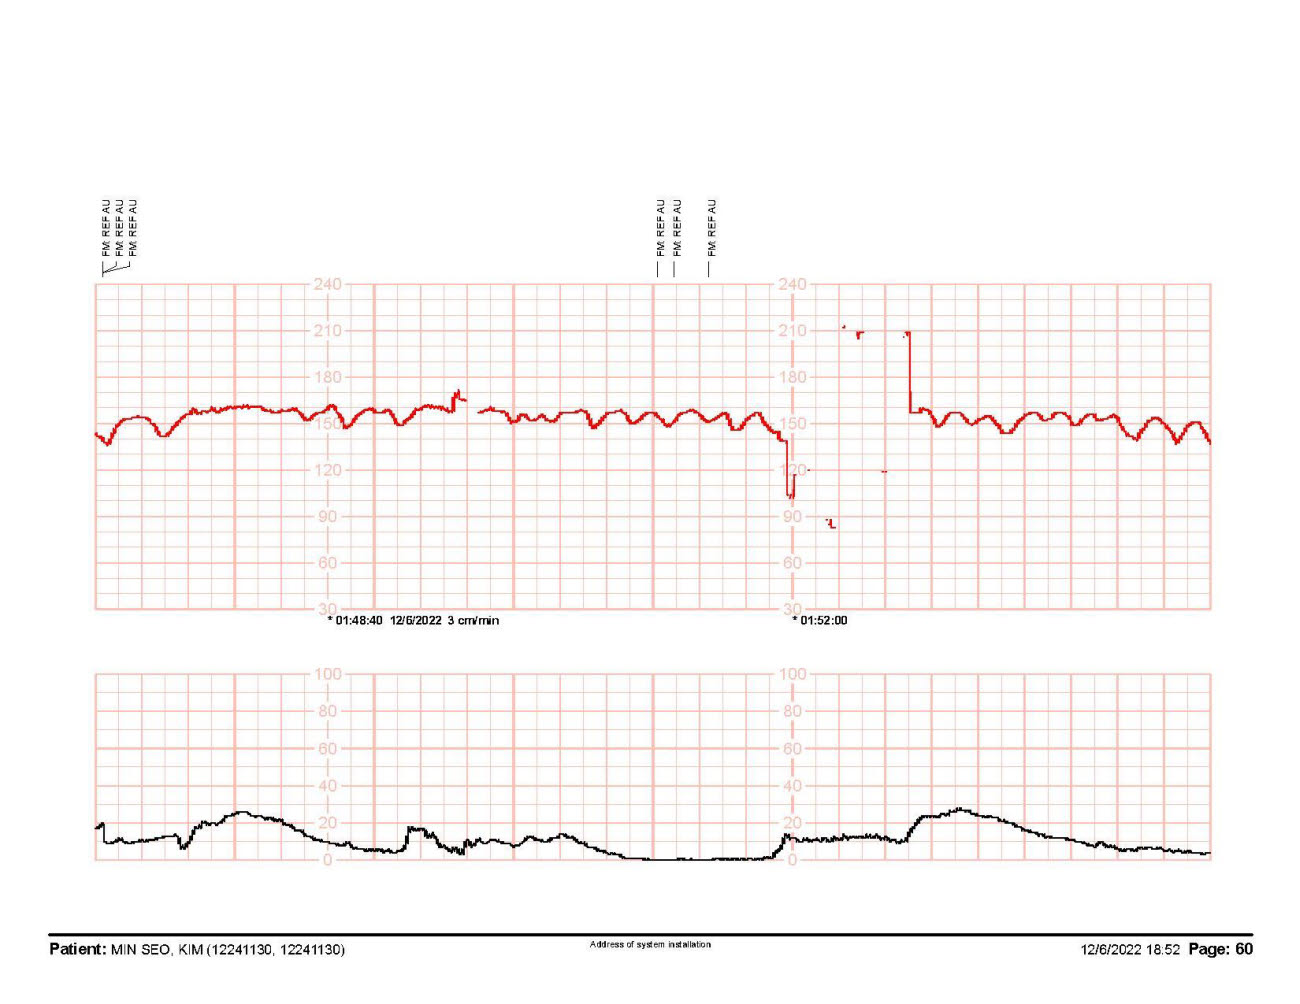 FM: REF AU
FM: REF AU
FM: REF AU
FM: REF AU
FM: REF AU
FM: REF AU
240 240
210 210
180 180
150 150
120 120
90 90
60 60
30 30
* 01:48:40 12/6/2022 3 cm/min * 01:52:00
100 100
80 80
60 60
40 40
20 20
0 0
Patient: MIN SEO, KIM (12241130, 12241130) Address of system installation 12/6/2022 18:52 Page: 60